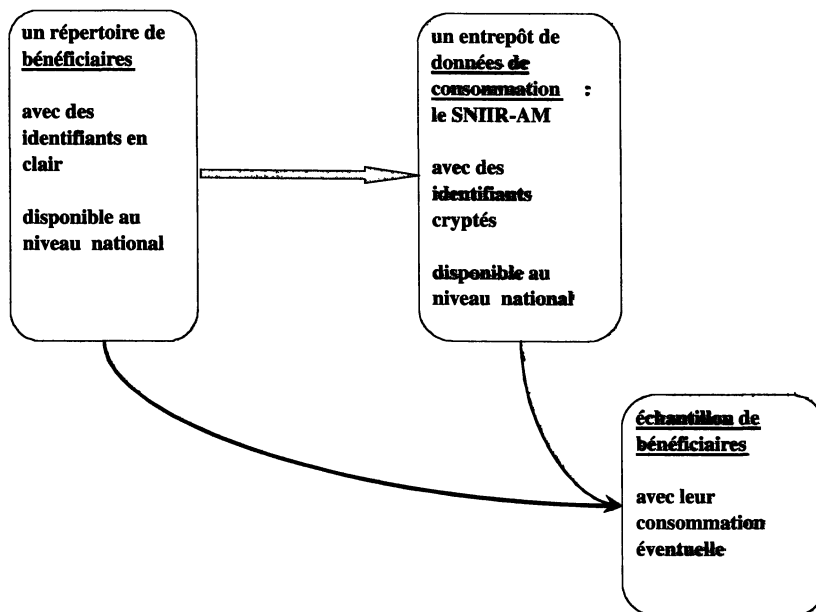 un répertoire de
bénéficiaires
avec des
identifiants en
clair
disponible au
niveau national
un entrepôt de
données de
consommation :
le SNIIR-AM
avec des
identifiants
cryptés
disponible au
niveau national
échantillon de
bénéficiaires
avec leur
consommation
éventuelle